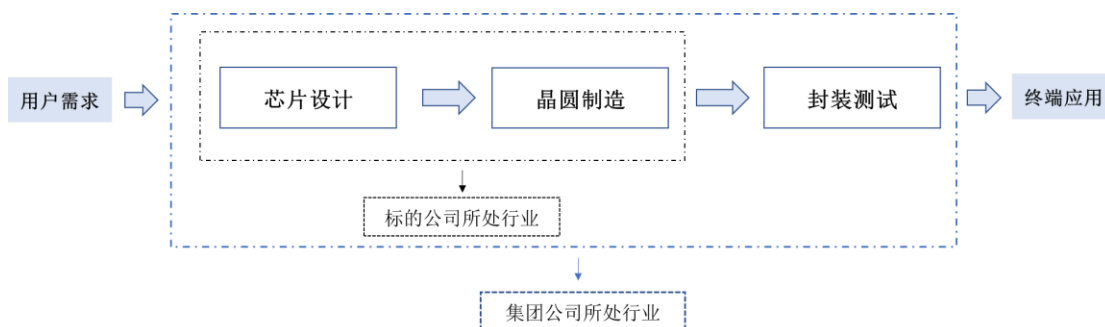 用户需求
芯片设计
晶圆制造
封装测试
终端应用
标的公司所处行业
集团公司所处行业